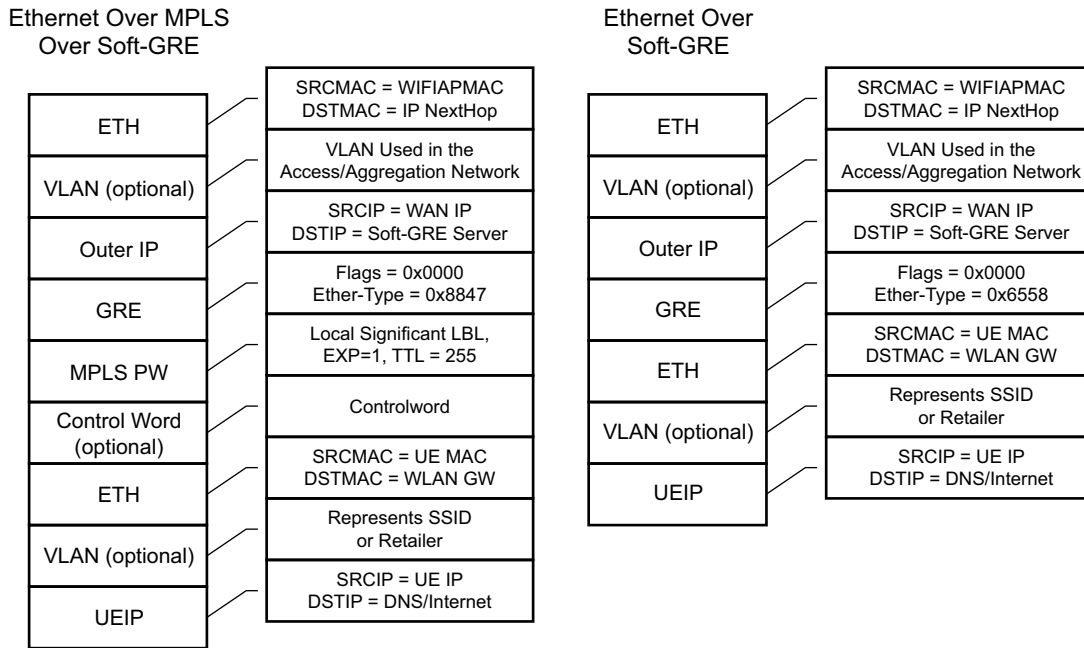 Ethernet Over MPLS
Over Soft-GRE
ETH
SRCMAC = WIFIAPMAC
DSTMAC = IP NextHop
VLAN (optional)
VLAN Used in the
Access/Aggregation Network
Outer IP
SRCIP = WAN IP
DSTIP = Soft-GRE Server
GRE
Flags = 0x0000
Ether-Type = 0x8847
MPLS PW
Local Significant LBL,
EXP=1, TTL = 255
Control Word
(optional)
Controlword
ETH
SRCMAC = UE MAC
DSTMAC = WLAN GW
VLAN (optional)
Represents SSID
or Retailer
UEIP
SRCIP = UE IP
DSTIP = DNS/Internet
Ethernet Over
Soft-GRE
ETH
SRCMAC = WIFIAPMAC
DSTMAC = IP NextHop
VLAN (optional)
VLAN Used in the
Access/Aggregation Network
Outer IP
SRCIP = WAN IP
DSTIP = Soft-GRE Server
GRE
Flags = 0x0000
Ether-Type = 0x6558
ETH
SRCMAC = UE MAC
DSTMAC = WLAN GW
VLAN (optional)
Represents SSID
or Retailer
UEIP
SRCIP = UE IP
DSTIP = DNS/Internet